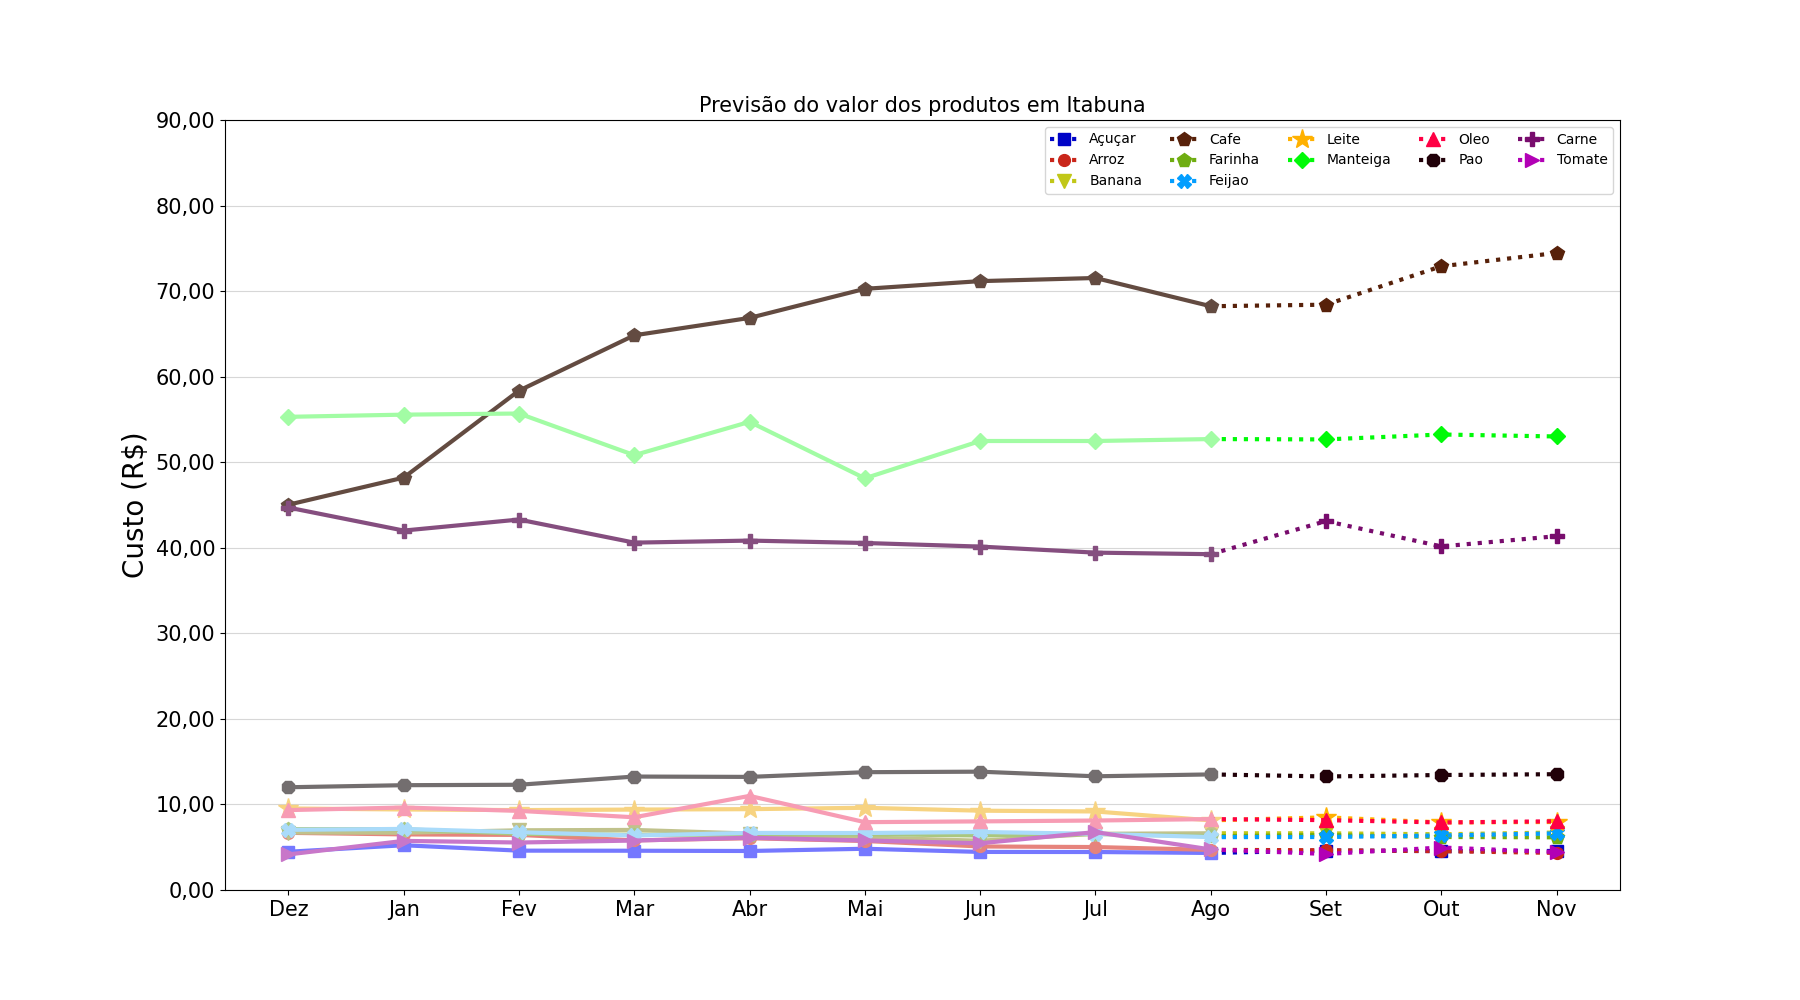 Previsão do valor dos produtos em Itabuna
90,00
80,00
70,00
60,00
50,00
40,00
30,00
20,00
10,00
0,00
Custo (R$)
Açuçar Cafe Leite Oleo Carne
Arroz Farinha Manteiga Pao Tomate
Banana Feijao
Dez Jan Fev Mar Abr Mai Jun Jul Ago Set Out Nov